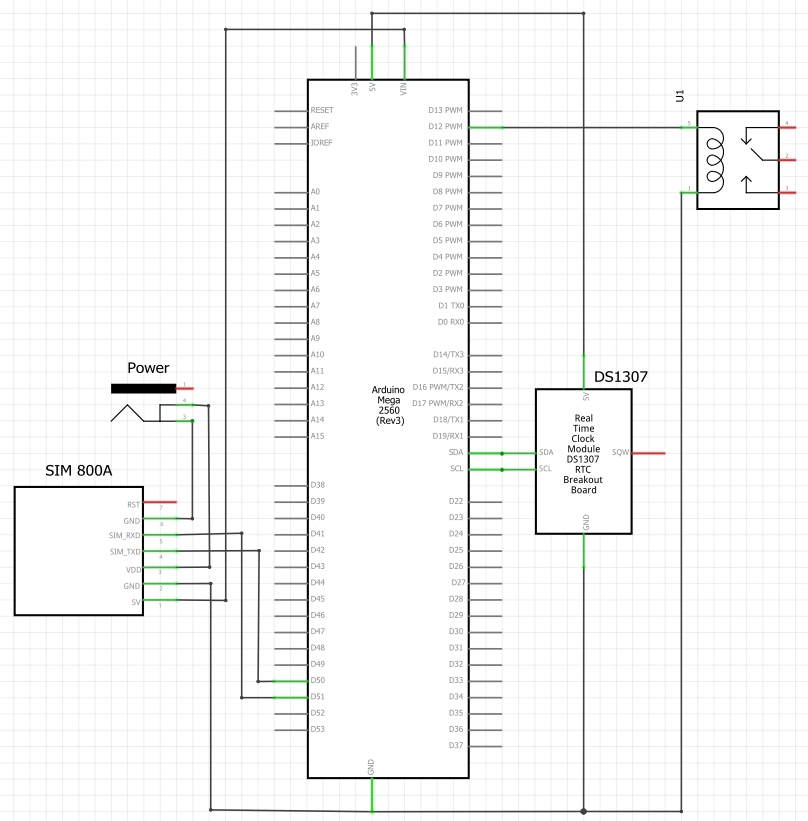 3V3
5V
VIN
U1
RESET
AREF
IOREF
A0
A1
A2
A3
A4
A5
A6
A7
A8
A9
A10
A11
A12
A13
A14
A15
D38
D39
D40
D41
D42
D43
D44
D45
D46
D47
D48
D49
D50
D51
D52
D53
D13 PWM
D12 PWM
D11 PWM
D10 PWM
D9 PWM
D8 PWM
D7 PWM
D6 PWM
D5 PWM
D4 PWM
D2 PWM
D3 PWM
D1 TX0
D0 RX0
D14/TX3
D15/RX3
D16 PWM/TX2
D17 PWM/RX2
D18/TX1
D19/RX1
SDA
SCL
D22
D23
D24
D25
D26
D27
D28
D29
D30
D31
D32
D33
D34
D35
D36
D37
GND
Arduino
Mega
2560
(Rev3)
5
1
4
2
3
Power
1
4
3
SIM 800A
RST
7
GND
6
SIM_RXD
5
SIM_TXD
4
VDD
3
GND
2
5V
1
DS1307
5V
Real
Time
Clock
Module
DS1307
RTC
Breakout
Board
SDA
SCL
SQW
GND